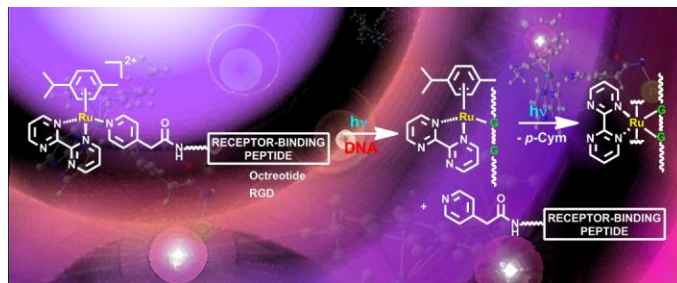 2+
Ru
N
N
N
N
N
O
N
H
RECEPTOR-BINDING
PEPTIDE
Octreotide
RGD
hν
DNA
Ru
N
N
N
N
G
G
+
N
O
N
H
RECEPTOR-BINDING
PEPTIDE
hν
- p-Cym
N
N
N
N
Ru
G
G